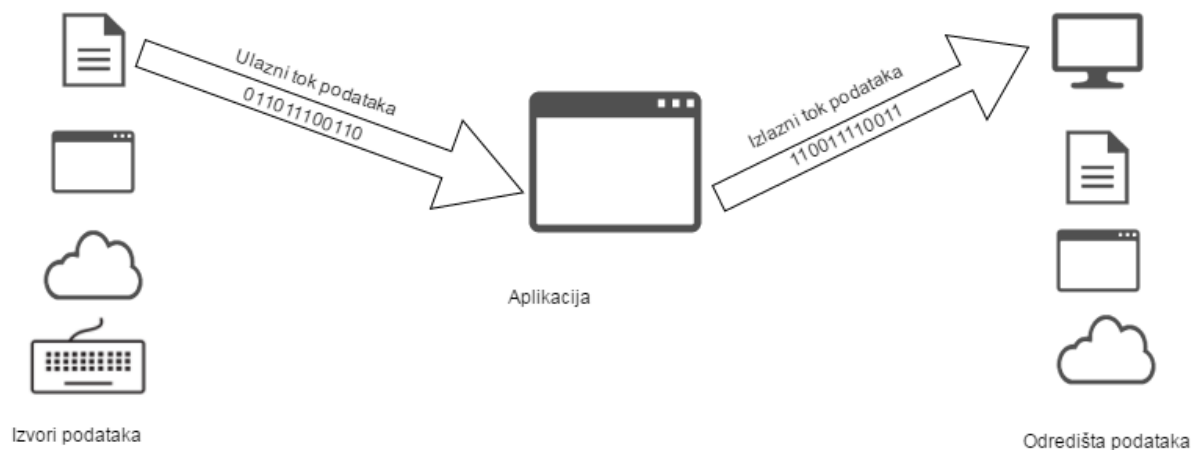 Ulazni tok podataka
011011100110
Izlazni tok podataka
110011110011
Aplikacija
Izvori podataka
Odredišta podataka